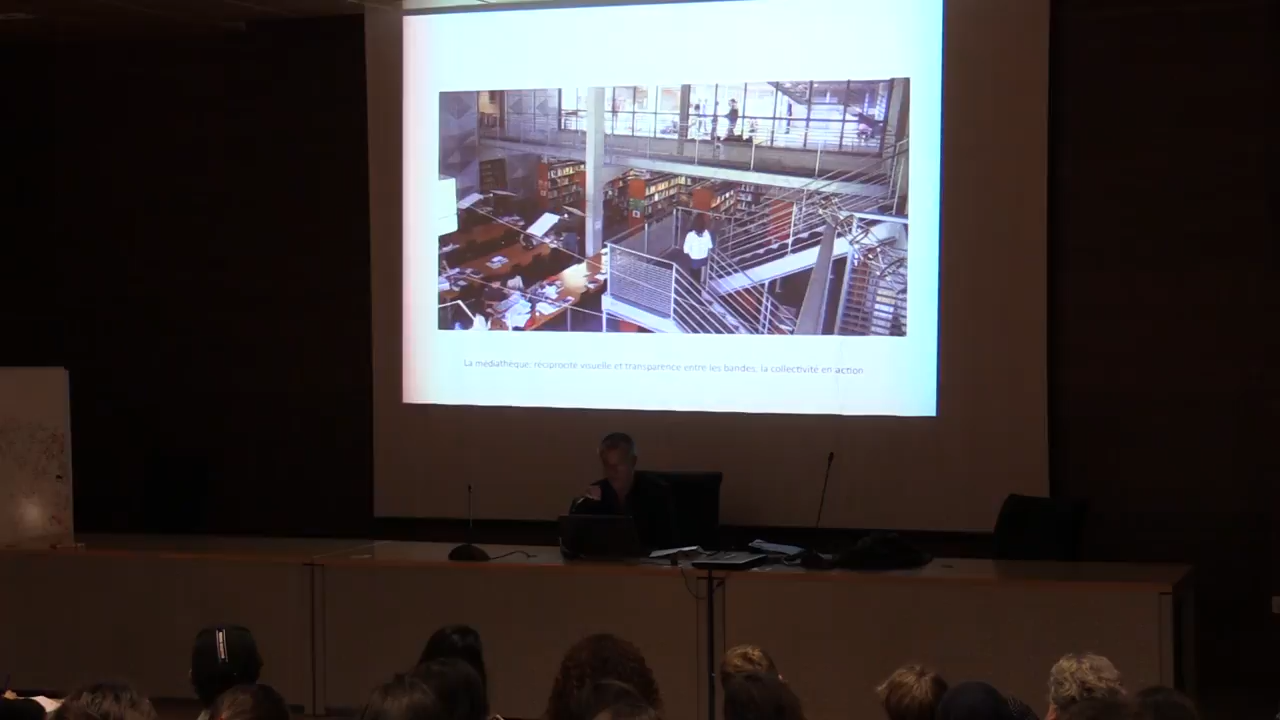 La médiathèque, réciprocité visuelle et transparence entre les bandes, la collectivité en action